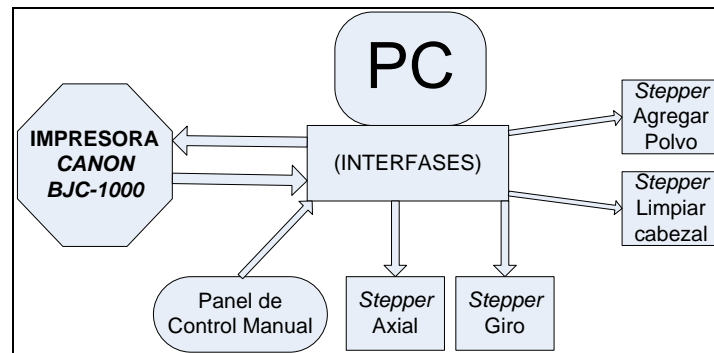 PC
(INTERFASES)
IMPRESORA
CANON
BJC-1000
Stepper
Agregar
Polvo
Stepper
Limpiar
cabezal
Panel de
Control Manual
Stepper
Axial
Stepper
Giro